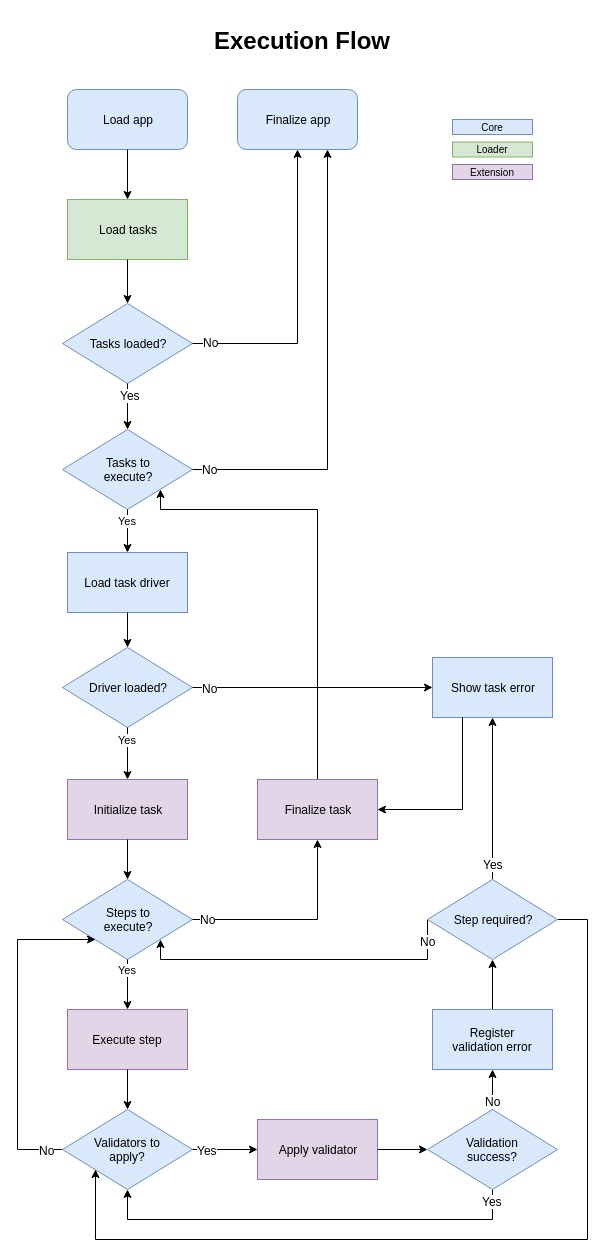 Execution Flow
Load app
Finalize app
Core
Loader
Extension
Load tasks
Tasks loaded?
No
Yes
Tasks to
execute?
No
Yes
Load task driver
Driver loaded?
No
Show task error
Yes
Initialize task
Finalize task
Yes
Steps to
execute?
No
Step required?
No
Yes
Execute step
Register
validation error
No
Validators to
apply?
No
Yes
Apply validator
Validation
success?
Yes